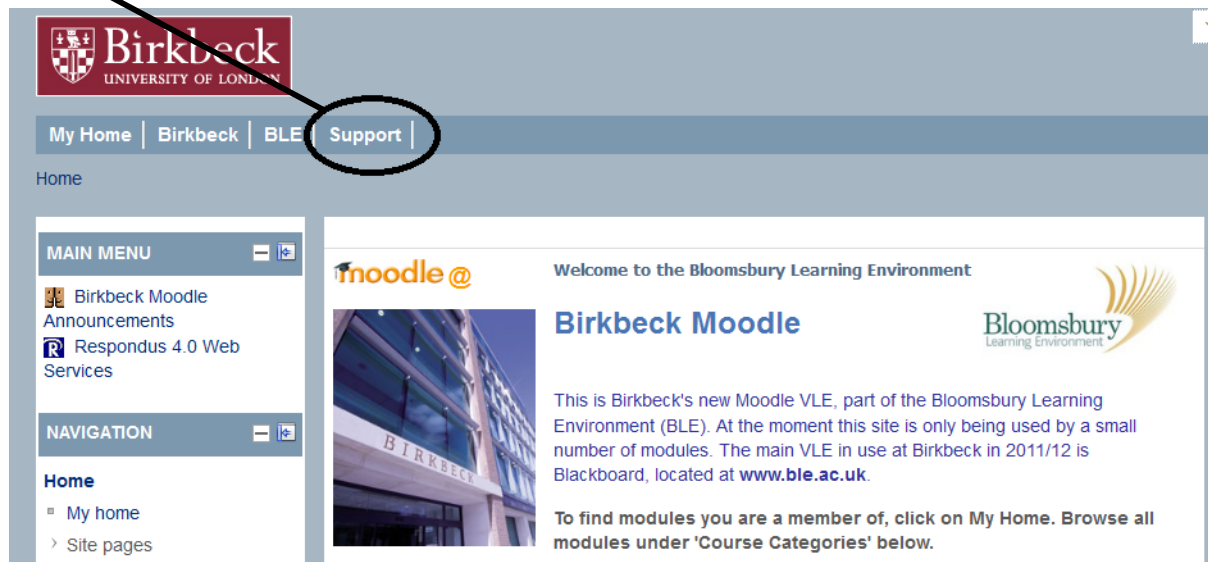 Birkbeck
UNIVERSITY OF LONDON
My Home | Birkbeck | BLE | Support |
Home
MAIN MENU
Birkbeck Moodle
Announcements
Respondus 4.0 Web
Services
NAVIGATION
Home
My home
Site pages
moodle @
Welcome to the Bloomsbury Learning Environment
Birkbeck Moodle
Bloomsbury
Learning Environment
BIRKBECK
This is Birkbeck's new Moodle VLE, part of the Bloomsbury Learning
Environment (BLE). At the moment this site is only being used by a small
number of modules. The main VLE in use at Birkbeck in 2011/12 is
Blackboard, located at www.ble.ac.uk.
To find modules you are a member of, click on My Home. Browse all
modules under 'Course Categories' below.